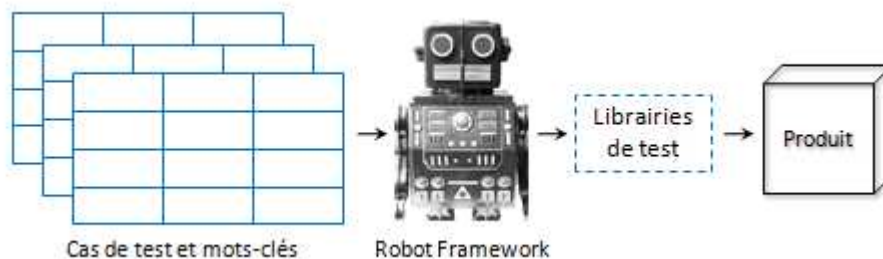 Librairies
de test
Produit
Cas de test et mots-clés
Robot Framework